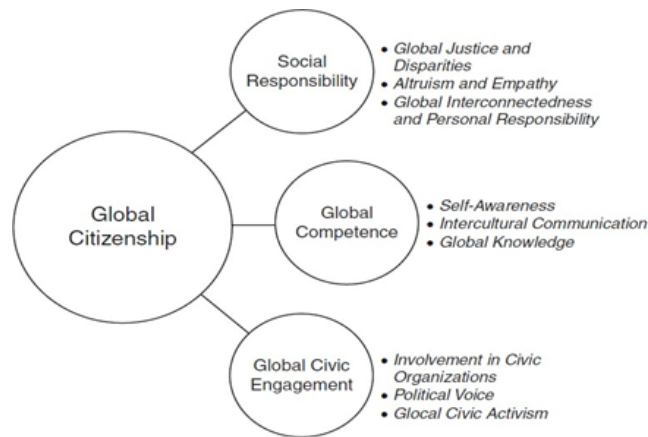 Global
Citizenship
Social
Responsibility
• Global Justice and
Disparities
• Altruism and Empathy
• Global Interconnectedness
and Personal Responsibility
Global
Competence
• Self-Awareness
• Intercultural Communication
• Global Knowledge
Global Civic
Engagement
• Involvement in Civic
Organizations
• Political Voice
• Glocal Civic Activism